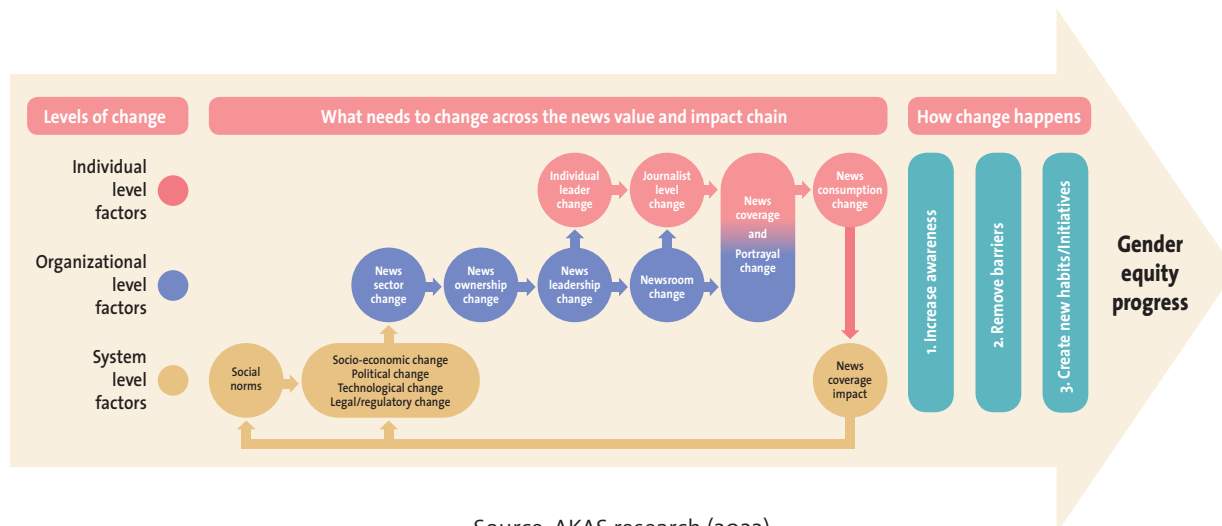 Levels of change
What needs to change across the news value and impact chain
How change happens
Individual
level
factors
Individual
leader
change
Journalist
level
change
News
coverage
and
Portrayal
change
News
consumption
change
Organizational
level
factors
News
sector
change
News
ownership
change
News
leadership
change
Newsroom
change
System
level
factors
Social
norms
Socio-economic change
Political change
Technological change
Legal/regulatory change
News
coverage
impact
1. Increase awareness
2. Remove barriers
3. Create new habits/Initiatives
Gender
equity
progress
Source: AKAS research